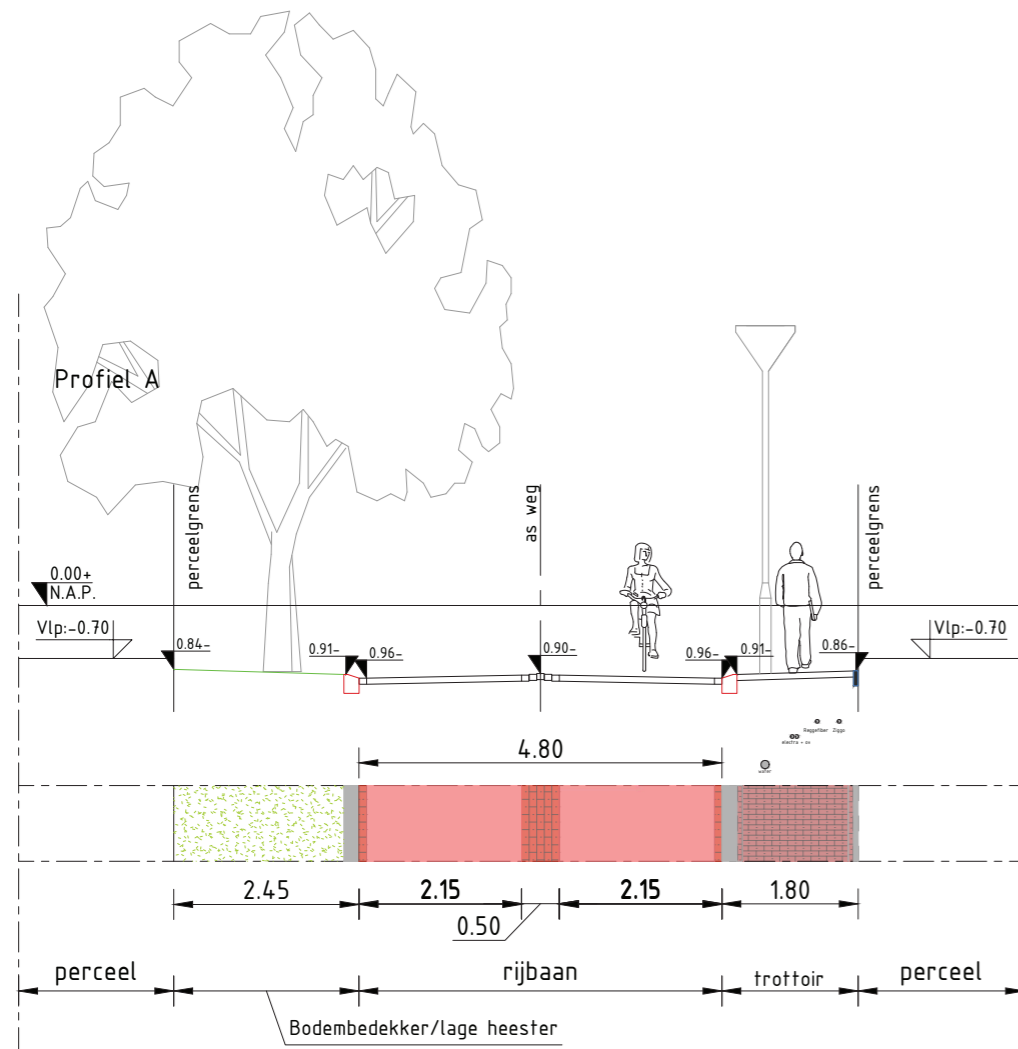 Profiel A
perceelgrens
as weg
perceelgrens
0.00+
N.A.P.
Vlp:-0.70
0.84-
0.91-
0.96-
0.90-
0.96-
0.91-
0.86-
Vlp:-0.70
Reggefiber
Ziggo
electra + ov
water
4.80
2.45
2.15
2.15
1.80
0.50
perceel
rijbaan
trottoir
perceel
Bodembedekker/lage heester